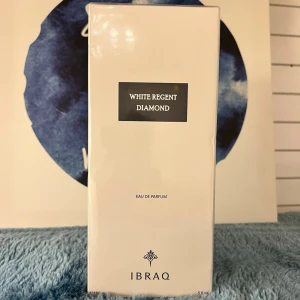 WHITE REGENT
DIAMOND
EAU DE PARFUM
IBRAQ